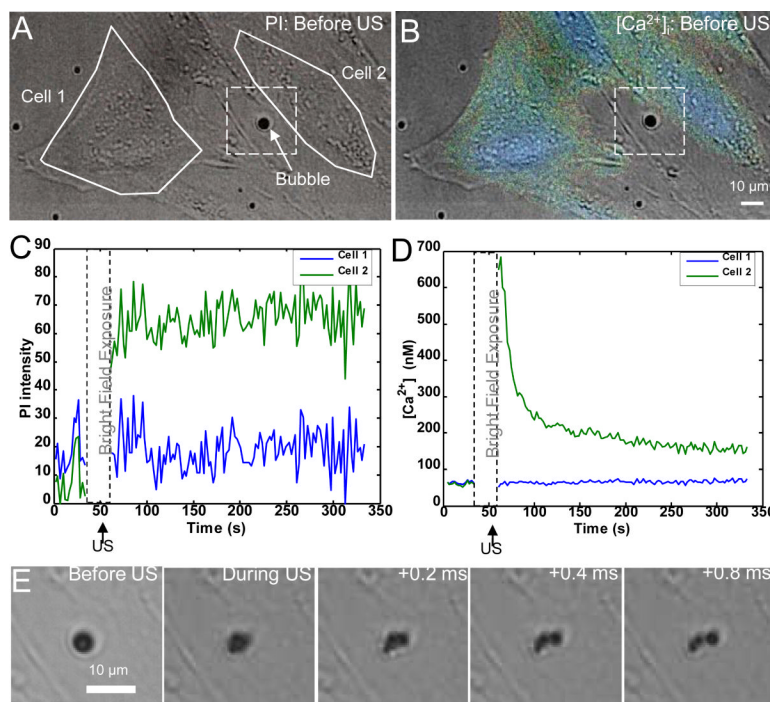 A
PI: Before US
Cell 1
Cell 2
Bubble
B
[Ca²⁺]i: Before US
10 µm
C
90
80
70
60
50
40
30
20
10
0
PI intensity
Bright Field Exposure
Cell 1
Cell 2
0 50 100 150 200 250 300 350
Time (s)
US
D
700
600
500
400
300
200
100
0
[Ca²⁺] (nM)
Bright Field Exposure
Cell 1
Cell 2
0 50 100 150 200 250 300 350
Time (s)
US
E
Before US
During US
+0.2 ms
+0.4 ms
+0.8 ms
10 µm